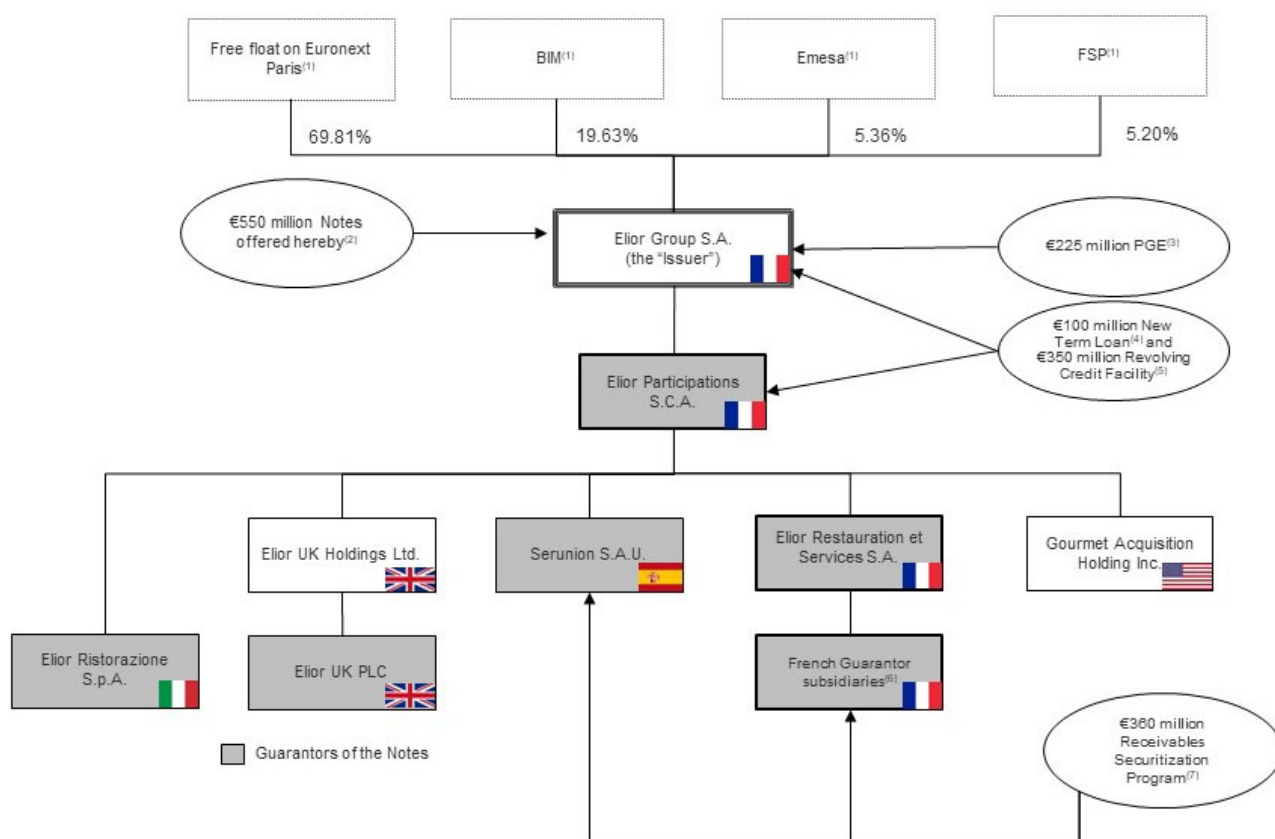 Free float on Euronext
Paris(1)
BIM(1)
Emesa(1)
FSP(1)
69.81%
19.63%
5.36%
5.20%
€550 million Notes
offered hereby(2)
Elior Group S.A.
(the "Issuer")
€225 million PGE(3)
€100 million New
Term Loan(4) and
€350 million Revolving
Credit Facility(5)
Elior Participations
S.C.A.
Elior UK Holdings Ltd.
Serunion S.A.U.
Elior Restauration et
Services S.A.
Gourmet Acquisition
Holding Inc.
Elior Ristorazione
S.p.A.
Elior UK PLC
French Guarantor
subsidiaries(6)
€360 million
Receivables
Securitization
Program(7)
Guarantors of the Notes